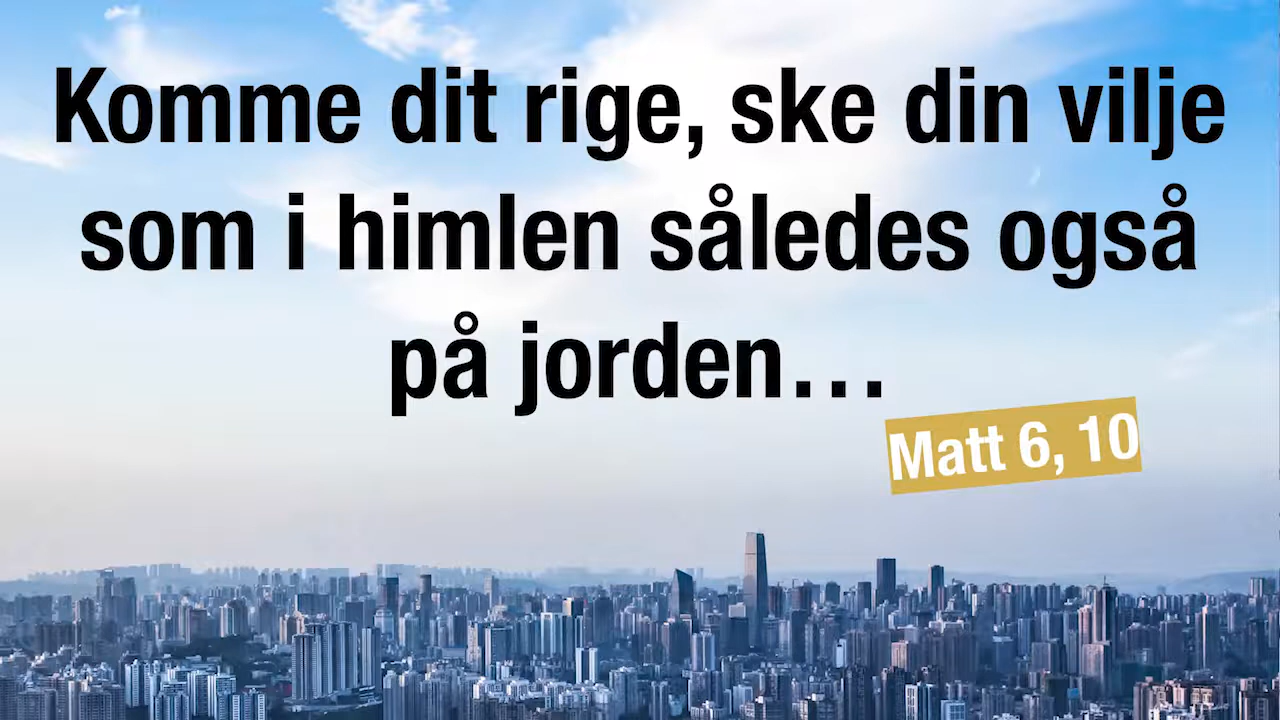 Komme dit rige, ske din vilje
som i himlen således også
på jorden...
Matt 6, 10